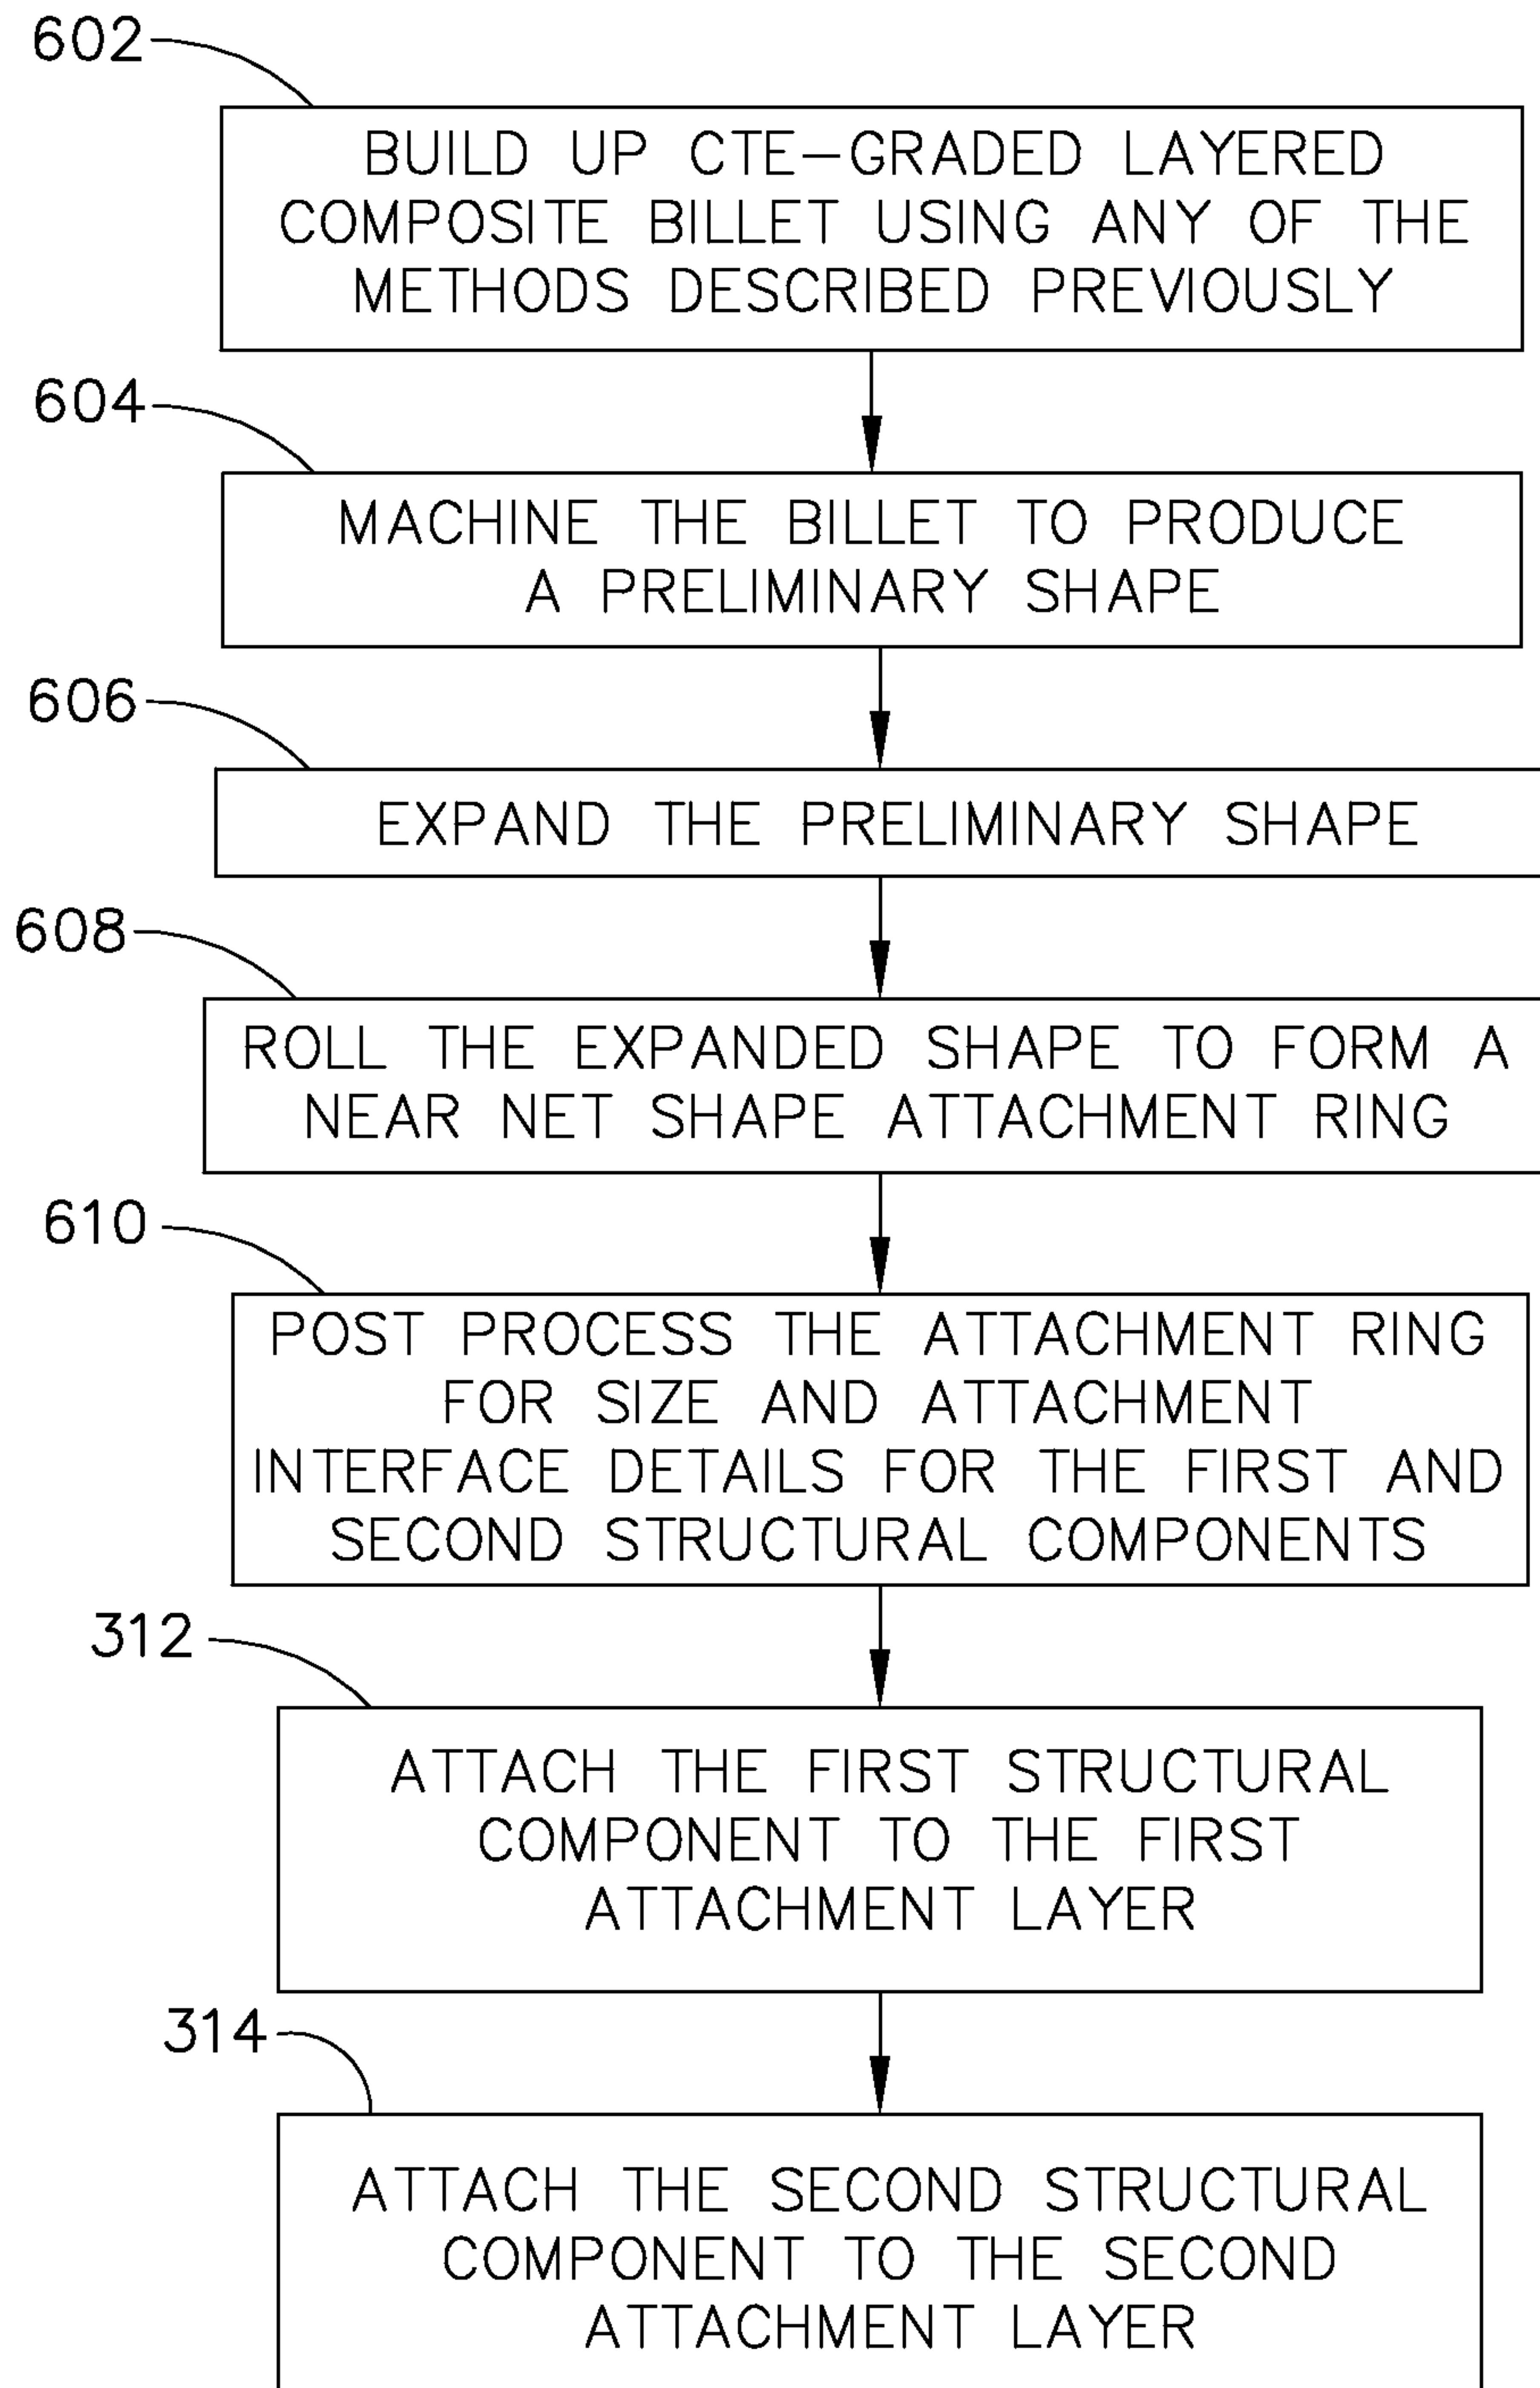 602
BUILD UP CTE-GRADED LAYERED
COMPOSITE BILLET USING ANY OF THE
METHODS DESCRIBED PREVIOUSLY
604
MACHINE THE BILLET TO PRODUCE
A PRELIMINARY SHAPE
606
EXPAND THE PRELIMINARY SHAPE
608
ROLL THE EXPANDED SHAPE TO FORM A
NEAR NET SHAPE ATTACHMENT RING
610
POST PROCESS THE ATTACHMENT RING
FOR SIZE AND ATTACHMENT
INTERFACE DETAILS FOR THE FIRST AND
SECOND STRUCTURAL COMPONENTS
312
ATTACH THE FIRST STRUCTURAL
COMPONENT TO THE FIRST
ATTACHMENT LAYER
314
ATTACH THE SECOND STRUCTURAL
COMPONENT TO THE SECOND
ATTACHMENT LAYER